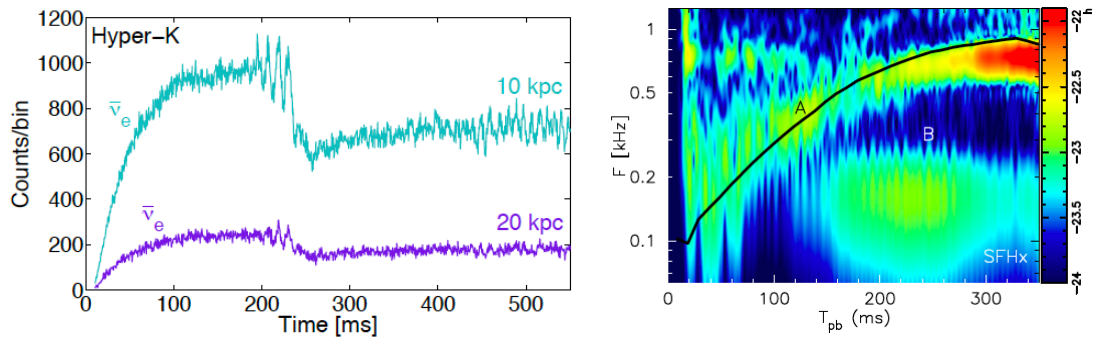 Hyper-K
1200
1000
800
600
400
200
0
Counts/bin
ν̄e
10 kpc
ν̄e
20 kpc
0
100
200
300
400
500
Time [ms]
1
0.5
0.2
0.1
F [kHz]
A
B
SFHx
0
100
200
300
T_pb (ms)
h
-22
-22.5
-23
-23.5
-24